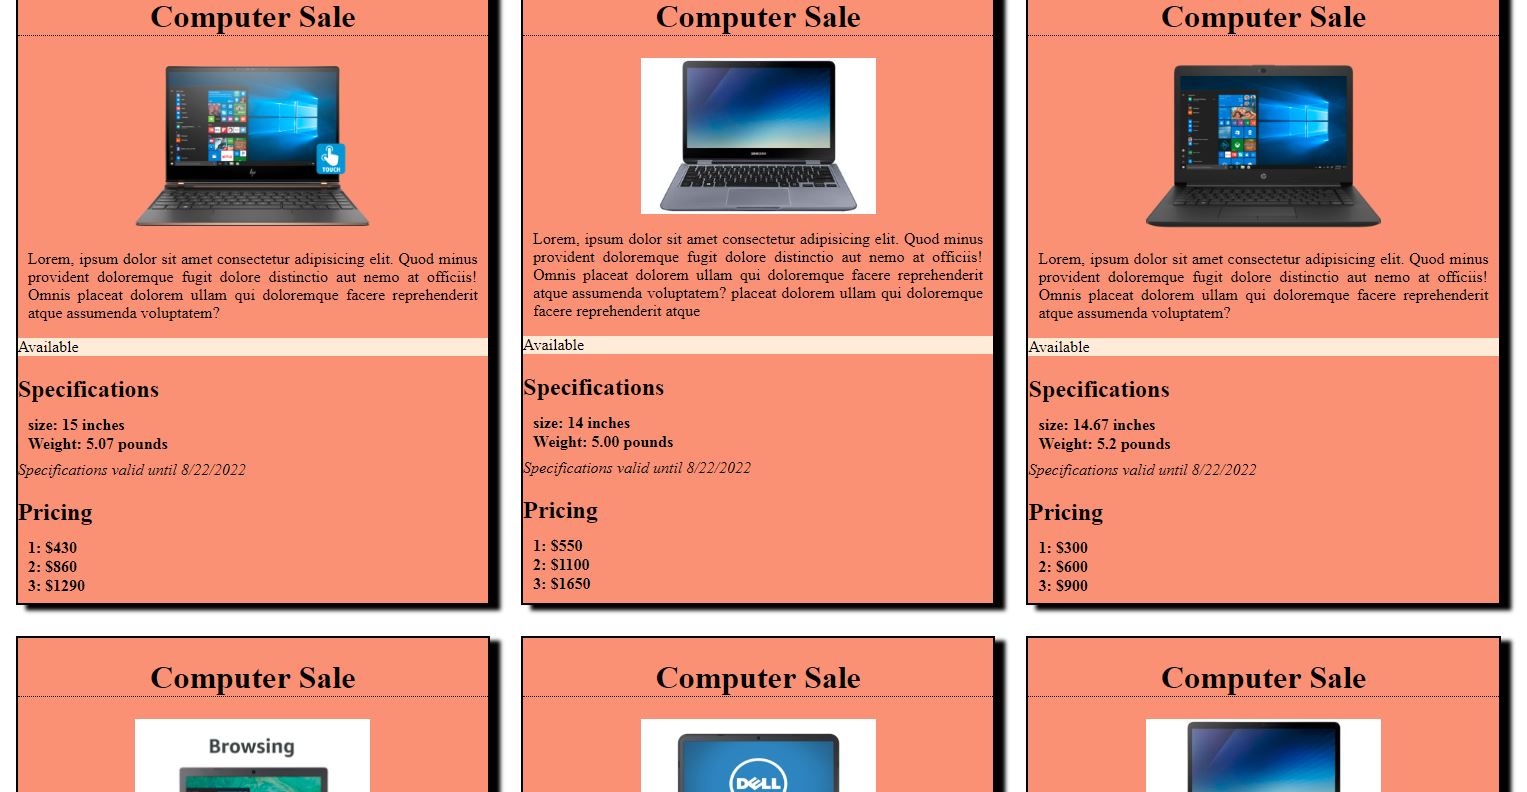 Computer Sale
TOUCH
Lorem, ipsum dolor sit amet consectetur adipisicing elit. Quod minus
provident doloremque fugit dolore distinctio aut nemo at officiis!
Omnis placeat dolorem ullam qui doloremque facere reprehenderit
atque assumenda voluptatem?
Available
Specifications
size: 15 inches
Weight: 5.07 pounds
Specifications valid until 8/22/2022
Pricing
1: $430
2: $860
3: $1290
Computer Sale
SAMSUNG
Lorem, ipsum dolor sit amet consectetur adipisicing elit. Quod minus
provident doloremque fugit dolore distinctio aut nemo at officiis!
Omnis placeat dolorem ullam qui doloremque facere reprehenderit
atque assumenda voluptatem? placeat dolorem ullam qui doloremque
facere reprehenderit atque
Available
Specifications
size: 14 inches
Weight: 5.00 pounds
Specifications valid until 8/22/2022
Pricing
1: $550
2: $1100
3: $1650
Computer Sale
Lorem, ipsum dolor sit amet consectetur adipisicing elit. Quod minus
provident doloremque fugit dolore distinctio aut nemo at officiis!
Omnis placeat dolorem ullam qui doloremque facere reprehenderit
atque assumenda voluptatem?
Available
Specifications
size: 14.67 inches
Weight: 5.2 pounds
Specifications valid until 8/22/2022
Pricing
1: $300
2: $600
3: $900
Computer Sale
Browsing
Computer Sale
DELL
Computer Sale